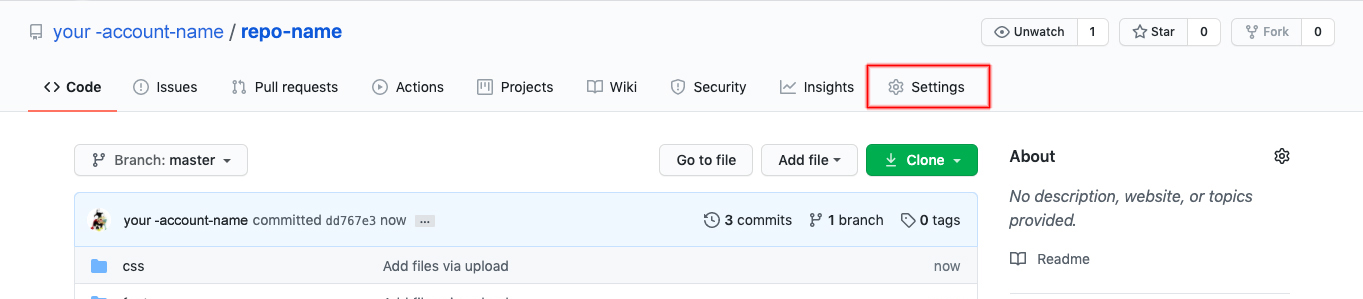 your -account-name / repo-name
Unwatch 1 Star 0 Fork 0
Code Issues Pull requests Actions Projects Wiki Security Insights Settings
Branch: master Go to file Add file Clone
About
No description, website, or topics
provided.
your -account-name committed dd767e3 now ... 3 commits 1 branch 0 tags
css Add files via upload now
Readme